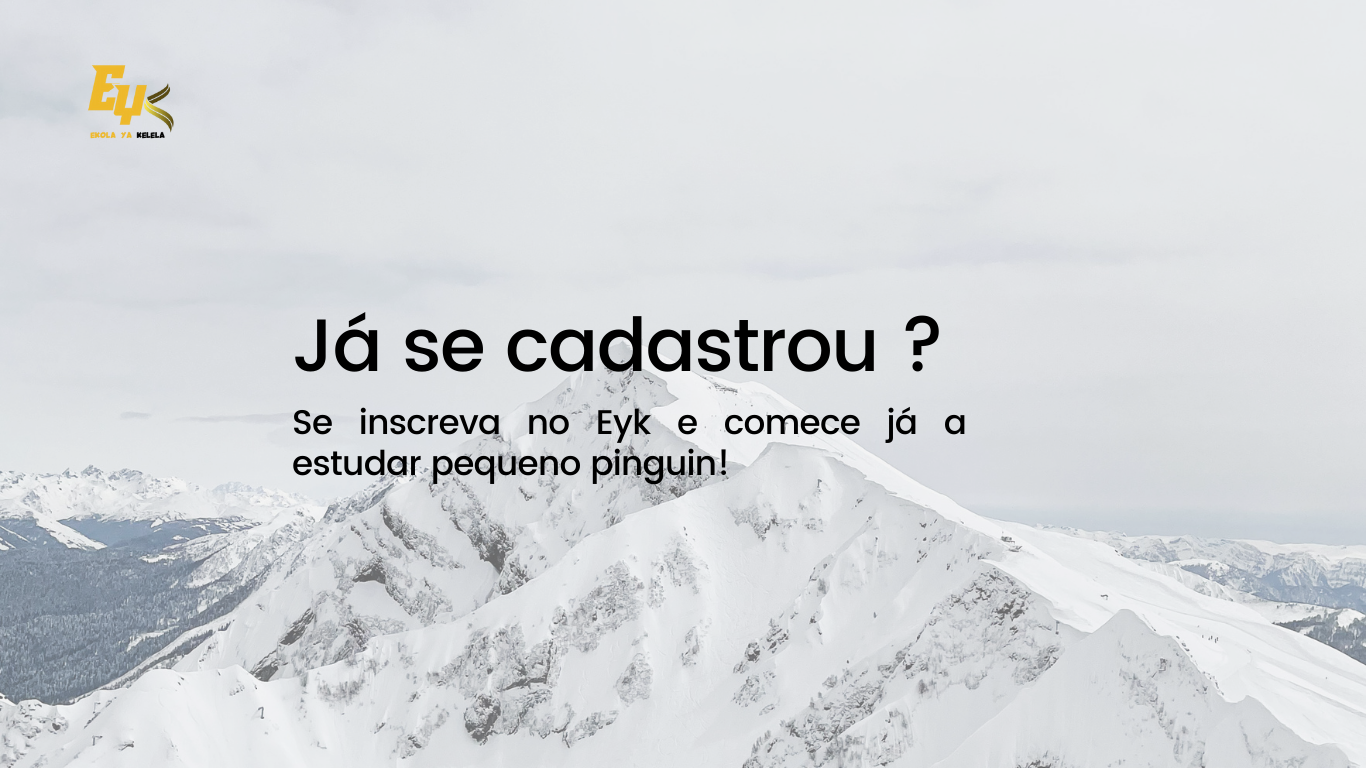 EYK
EKOLA YA KELELA
Já se cadastrou ?
Se inscreva no Eyk e comece já a
estudar pequeno pinguin!